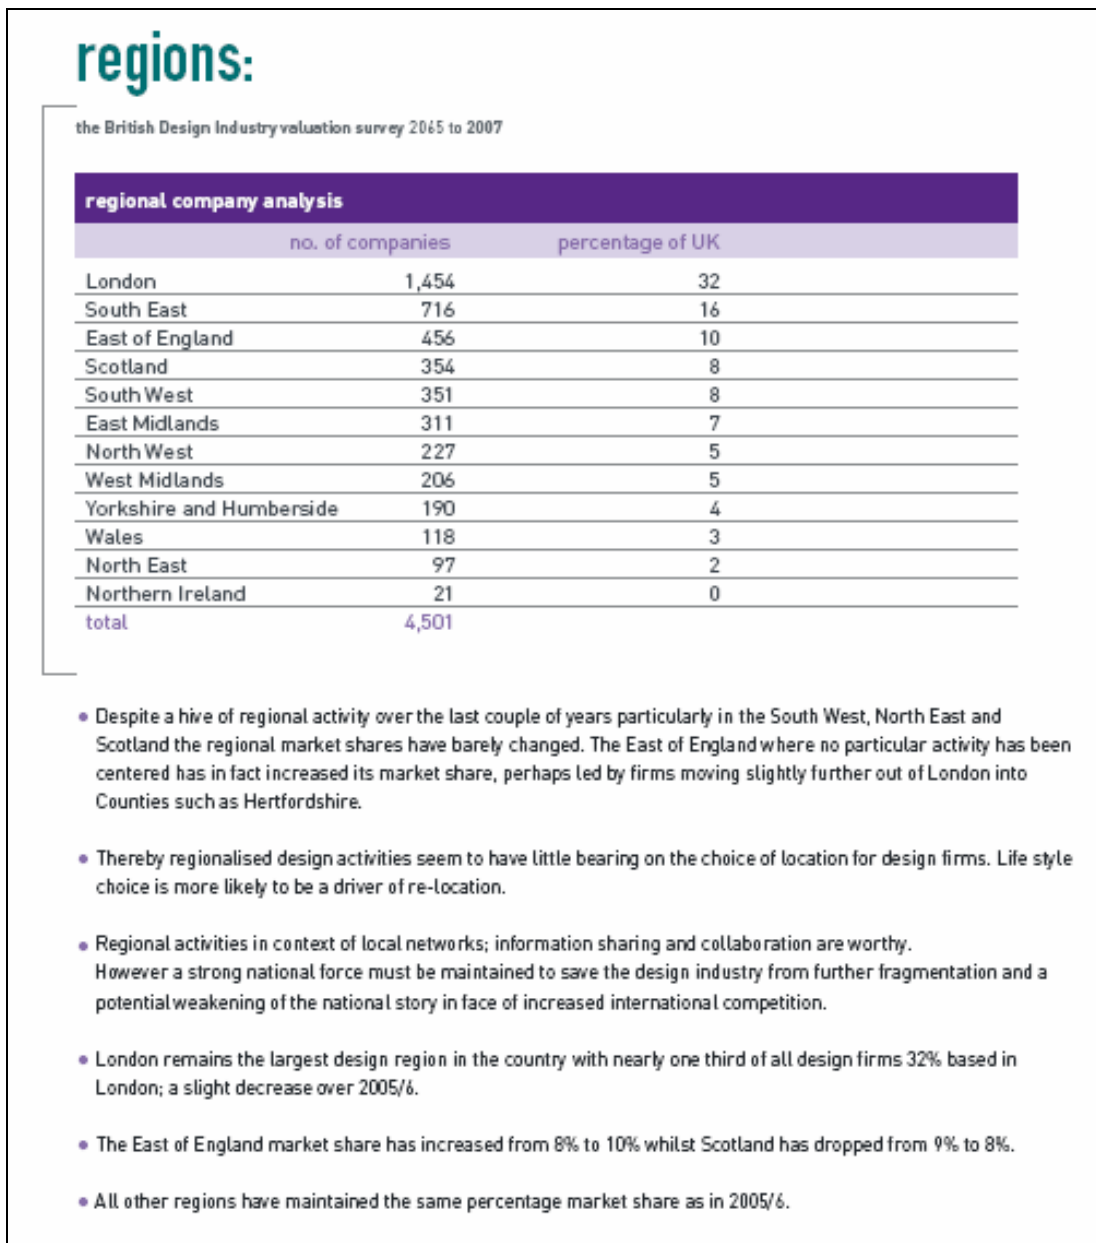 regions:
the British Design Industry valuation survey 2065 to 2007
regional company analysis
no. of companies percentage of UK
London 1,454 32
South East 716 16
East of England 456 10
Scotland 354 8
South West 351 8
East Midlands 311 7
North West 227 5
West Midlands 206 5
Yorkshire and Humberside 190 4
Wales 118 3
North East 97 2
Northern Ireland 21 0
total 4,501
• Despite a hive of regional activity over the last couple of years particularly in the South West, North East and
Scotland the regional market shares have barely changed. The East of England where no particular activity has been
centered has in fact increased its market share, perhaps led by firms moving slightly further out of London into
Counties such as Hertfordshire.
• Thereby regionalised design activities seem to have little bearing on the choice of location for design firms. Life style
choice is more likely to be a driver of re-location.
• Regional activities in context of local networks; information sharing and collaboration are worthy.
However a strong national force must be maintained to save the design industry from further fragmentation and a
potential weakening of the national story in face of increased international competition.
• London remains the largest design region in the country with nearly one third of all design firms 32% based in
London; a slight decrease over 2005/6.
• The East of England market share has increased from 8% to 10% whilst Scotland has dropped from 9% to 8%.
• All other regions have maintained the same percentage market share as in 2005/6.